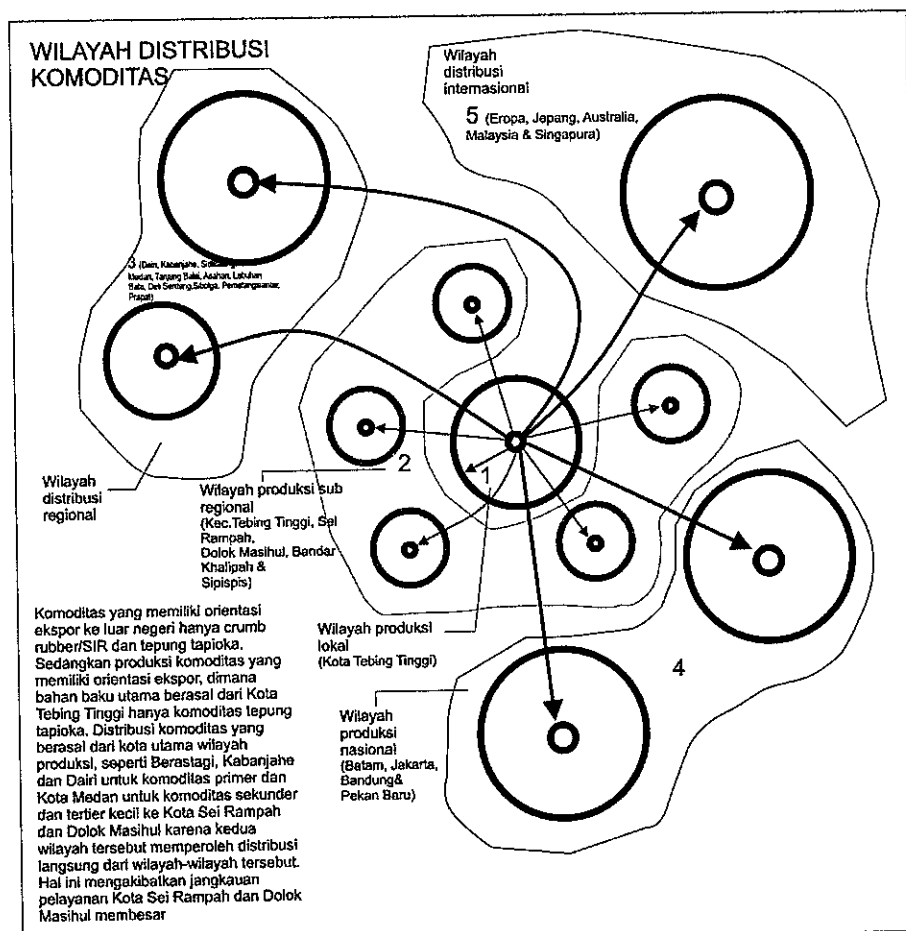 WILAYAH DISTRIBUSI
KOMODITAS
Wilayah
distribusi
internasional
5 (Eropa, Jepang, Australia,
Malaysia & Singapura)
3 (Dairi, Kabanjahe,
Medan, Tanjung Balai, Asahan, Labuhan
Batu, Deli Serdang, Sibolga, Pematangsiantar,
Prapat)
Wilayah
distribusi
regional
2
Wilayah produksi sub
regional
(Kec.Tebing Tinggi, Sei
Rampah,
Dolok Masihul, Bandar
Khalipah &
Sipispis)
1
Wilayah produksi
lokal
(Kota Tebing Tinggi)
4
Wilayah
produksi
nasional
(Batam, Jakarta,
Bandung&
Pekan Baru)
Komoditas yang memiliki orientasi
ekspor ke luar negeri hanya crumb
rubber/SIR dan tepung tapioka.
Sedangkan produksi komoditas yang
memiliki orientasi ekspor, dimana
bahan baku utama berasal dari Kota
Tebing Tinggi hanya komoditas tepung
tapioka. Distribusi komoditas yang
berasal dari kota utama wilayah
produksi, seperti Berastagi, Kabanjahe
dan Dairi untuk komoditas primer dan
Kota Medan untuk komoditas sekunder
dan tertier kecil ke Kota Sei Rampah
dan Dolok Masihul karena kedua
wilayah tersebut memperoleh distribusi
langsung dari wilayah-wilayah tersebut.
Hal ini mengakibatkan jangkauan
pelayanan Kota Sei Rampah dan Dolok
Masihul membesar